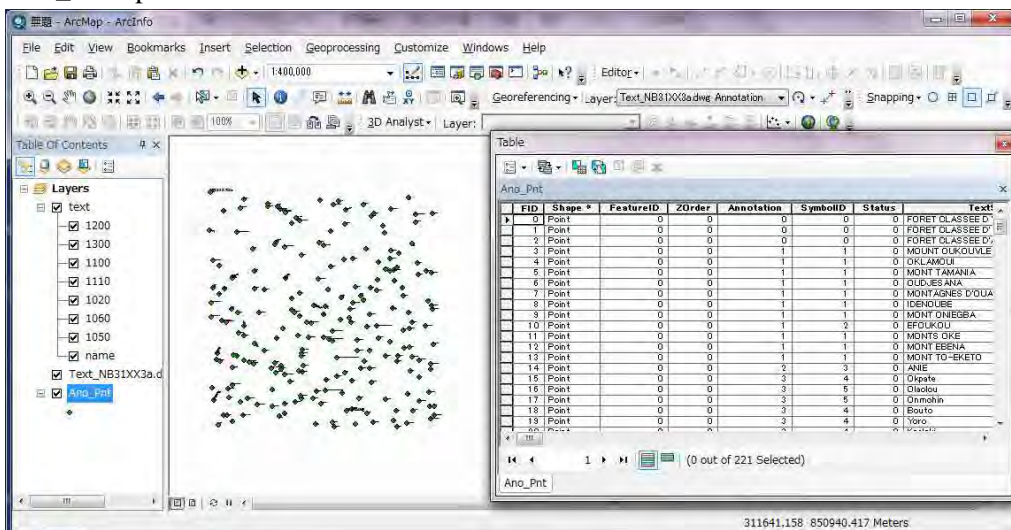 無題 - ArcMap - ArcInfo
File Edit View Bookmarks Insert Selection Geoprocessing Customize Windows Help
1:400,000
Editor
Georeferencing Layer: Text_NB31XX3a.dwg Annotation
Snapping
100%
3D Analyst Layer:
Table Of Contents
Layers
text
1200
1300
1100
1110
1020
1060
1050
name
Text_NB31XX3a.d
Ano_Pnt
Table
Ano_Pnt
FID Shape * FeatureID ZOrder Annotation SymbolID Status Text
0 Point 0 0 0 0 0 FORET CLASSEE D'
1 Point 0 0 0 0 0 FORET CLASSEE D'
2 Point 0 0 0 0 0 FORET CLASSEE D'
3 Point 0 0 1 1 0 MOUNT OUKOUVLE
4 Point 0 0 1 1 0 OKLAMOUI
5 Point 0 0 1 1 0 MONT TAMANIA
6 Point 0 0 1 1 0 OUDJESANA
7 Point 0 0 1 1 0 MONTAGNES D'OUA
8 Point 0 0 1 1 0 IDENOUBE
9 Point 0 0 1 1 0 MONT ONIEGBA
10 Point 0 0 1 2 0 EFOUKOU
11 Point 0 0 1 1 0 MONTS OKE
12 Point 0 0 1 1 0 MONT EBENA
13 Point 0 0 1 1 0 MONT TO-EKETO
14 Point 0 0 2 3 0 ANIE
15 Point 0 0 3 4 0 Okpate
16 Point 0 0 3 5 0 Olaolou
17 Point 0 0 3 5 0 Onmohin
18 Point 0 0 3 4 0 Bouto
19 Point 0 0 3 4 0 Yoro
1 (0 out of 221 Selected)
Ano_Pnt
311641.158 850940.417 Meters